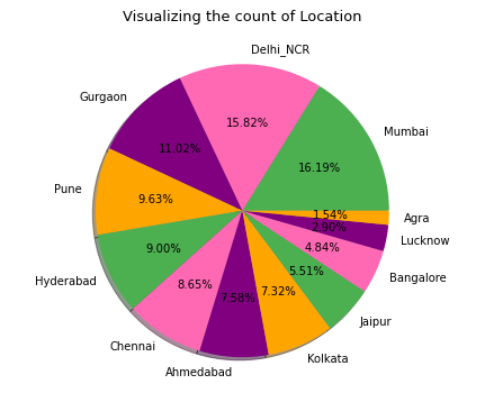 Visualizing the count of Location
Delhi_NCR
15.82%
Mumbai
16.19%
Gurgaon
11.02%
Pune
9.63%
Hyderabad
9.00%
Chennai
8.65%
Ahmedabad
7.58%
Kolkata
7.32%
Jaipur
5.51%
Bangalore
4.84%
Lucknow
2.90%
Agra
1.54%